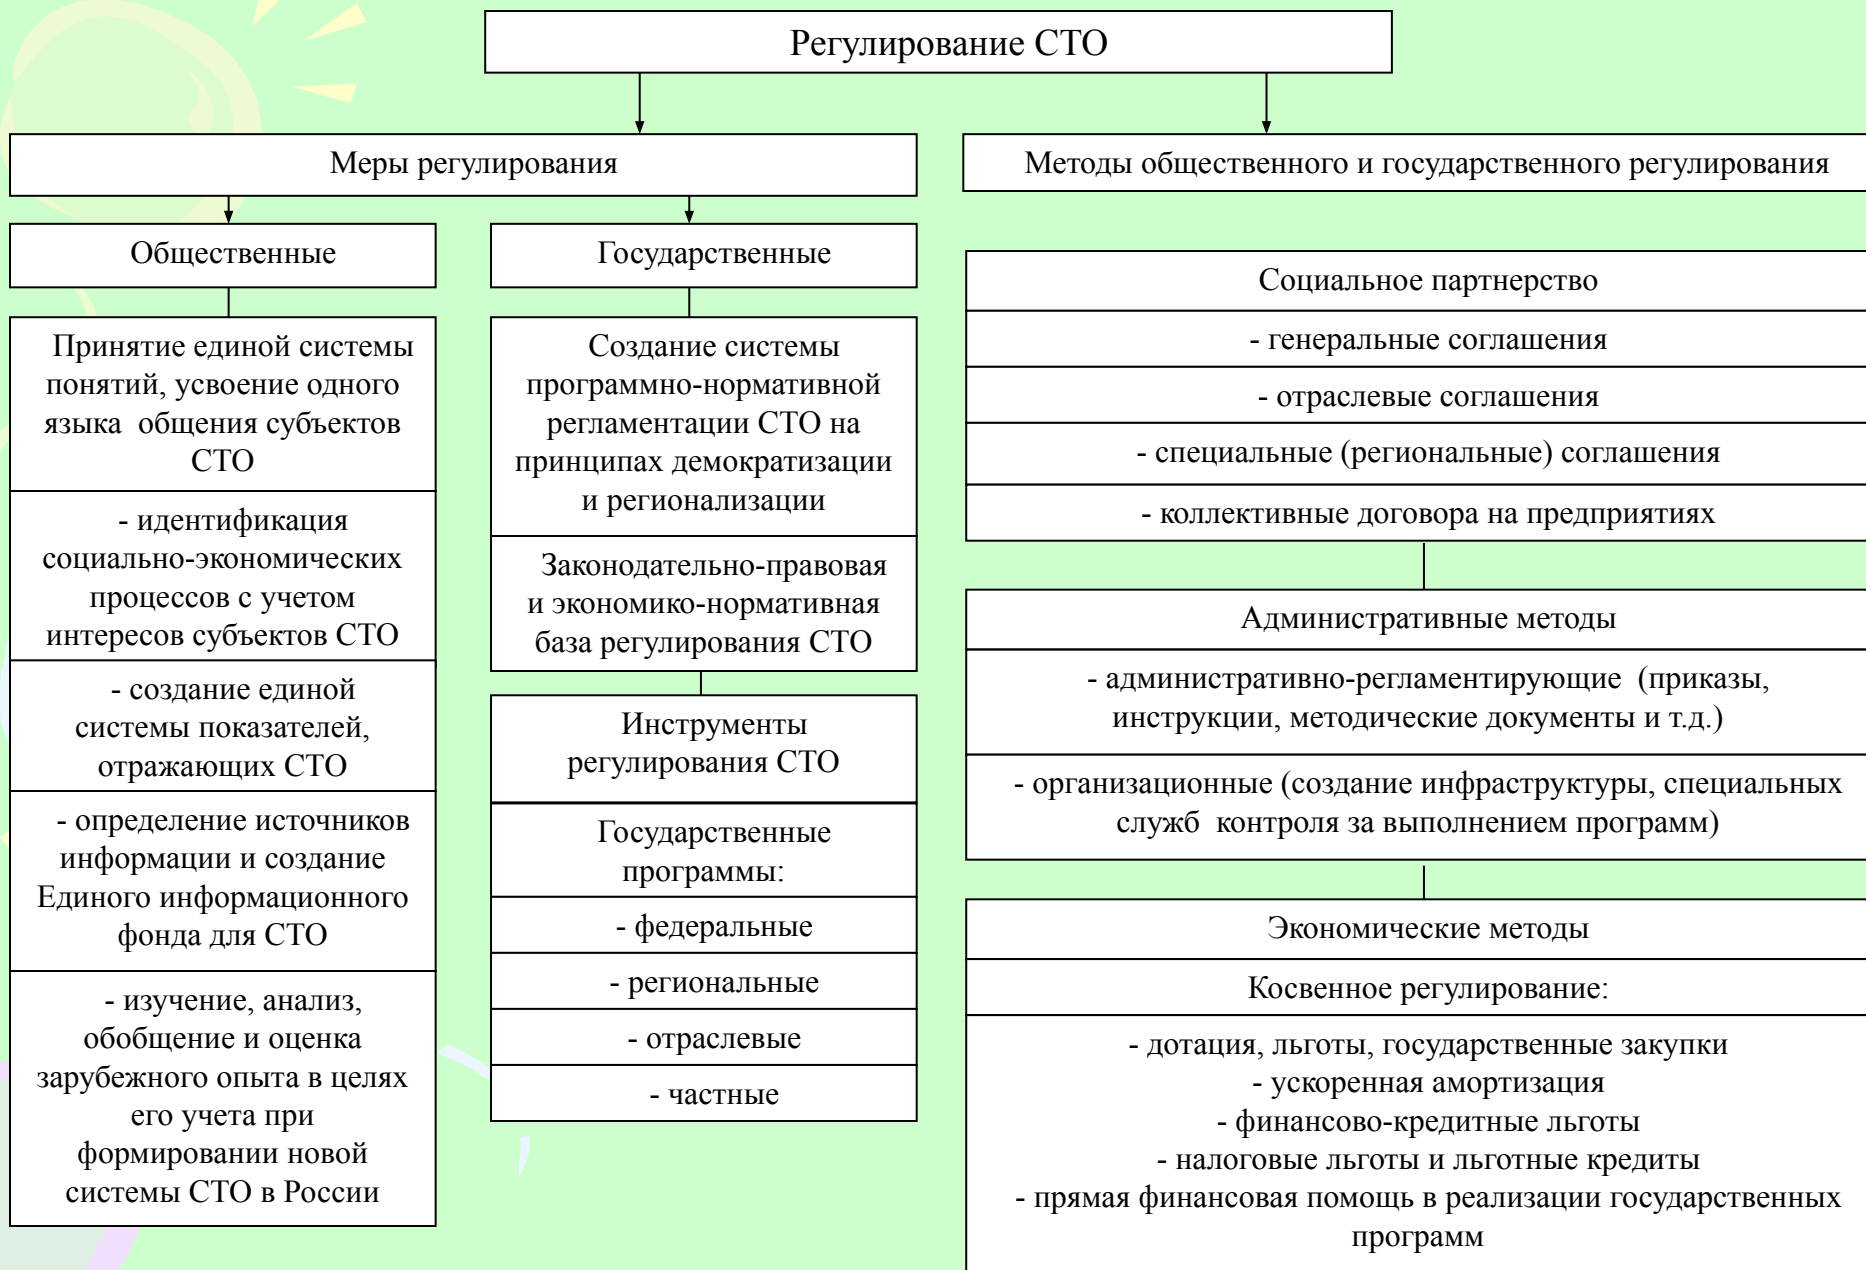 Регулирование СТО
Меры регулирования
Методы общественного и государственного регулирования
Общественные
Принятие единой системы
понятий, усвоение одного
языка общения субъектов
СТО
- идентификация
социально-экономических
процессов с учетом
интересов субъектов СТО
- создание единой
системы показателей,
отражающих СТО
- определение источников
информации и создание
Единого информационного
фонда для СТО
- изучение, анализ,
обобщение и оценка
зарубежного опыта в целях
его учета при
формировании новой
системы СТО в России
Государственные
Создание системы
программно-нормативной
регламентации СТО на
принципах демократизации
и регионализации
Законодательно-правовая
и экономико-нормативная
база регулирования СТО
Инструменты
регулирования СТО
Государственные
программы:
- федеральные
- региональные
- отраслевые
- частные
Социальное партнерство
- генеральные соглашения
- отраслевые соглашения
- специальные (региональные) соглашения
- коллективные договора на предприятиях
Административные методы
- административно-регламентирующие (приказы,
инструкции, методические документы и т.д.)
- организационные (создание инфраструктуры, специальных
служб контроля за выполнением программ)
Экономические методы
Косвенное регулирование:
- дотация, льготы, государственные закупки
- ускоренная амортизация
- финансово-кредитные льготы
- налоговые льготы и льготные кредиты
- прямая финансовая помощь в реализации государственных
программ